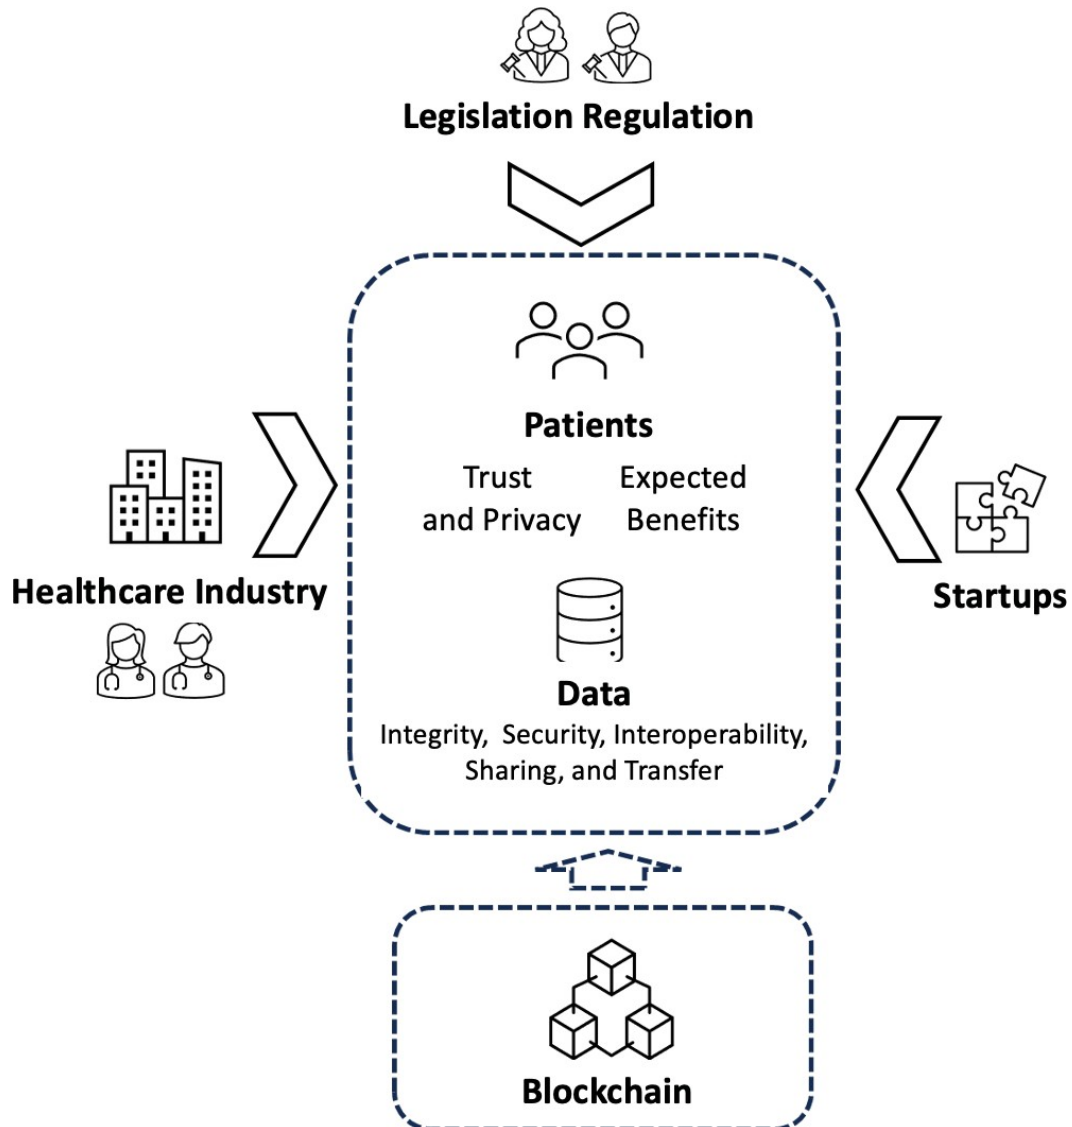 Legislation Regulation
Patients
Trust
and Privacy
Expected
Benefits
Healthcare Industry
Startups
Data
Integrity, Security, Interoperability,
Sharing, and Transfer
Blockchain